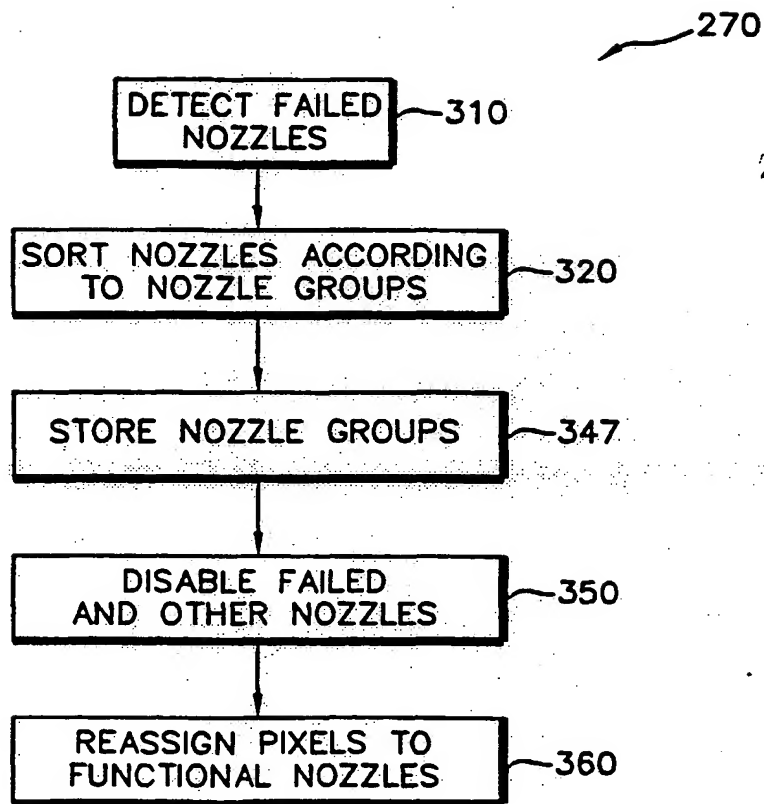 270
DETECT FAILED
NOZZLES
310
SORT NOZZLES ACCORDING
TO NOZZLE GROUPS
320
STORE NOZZLE GROUPS
347
DISABLE FAILED
AND OTHER NOZZLES
350
REASSIGN PIXELS TO
FUNCTIONAL NOZZLES
360